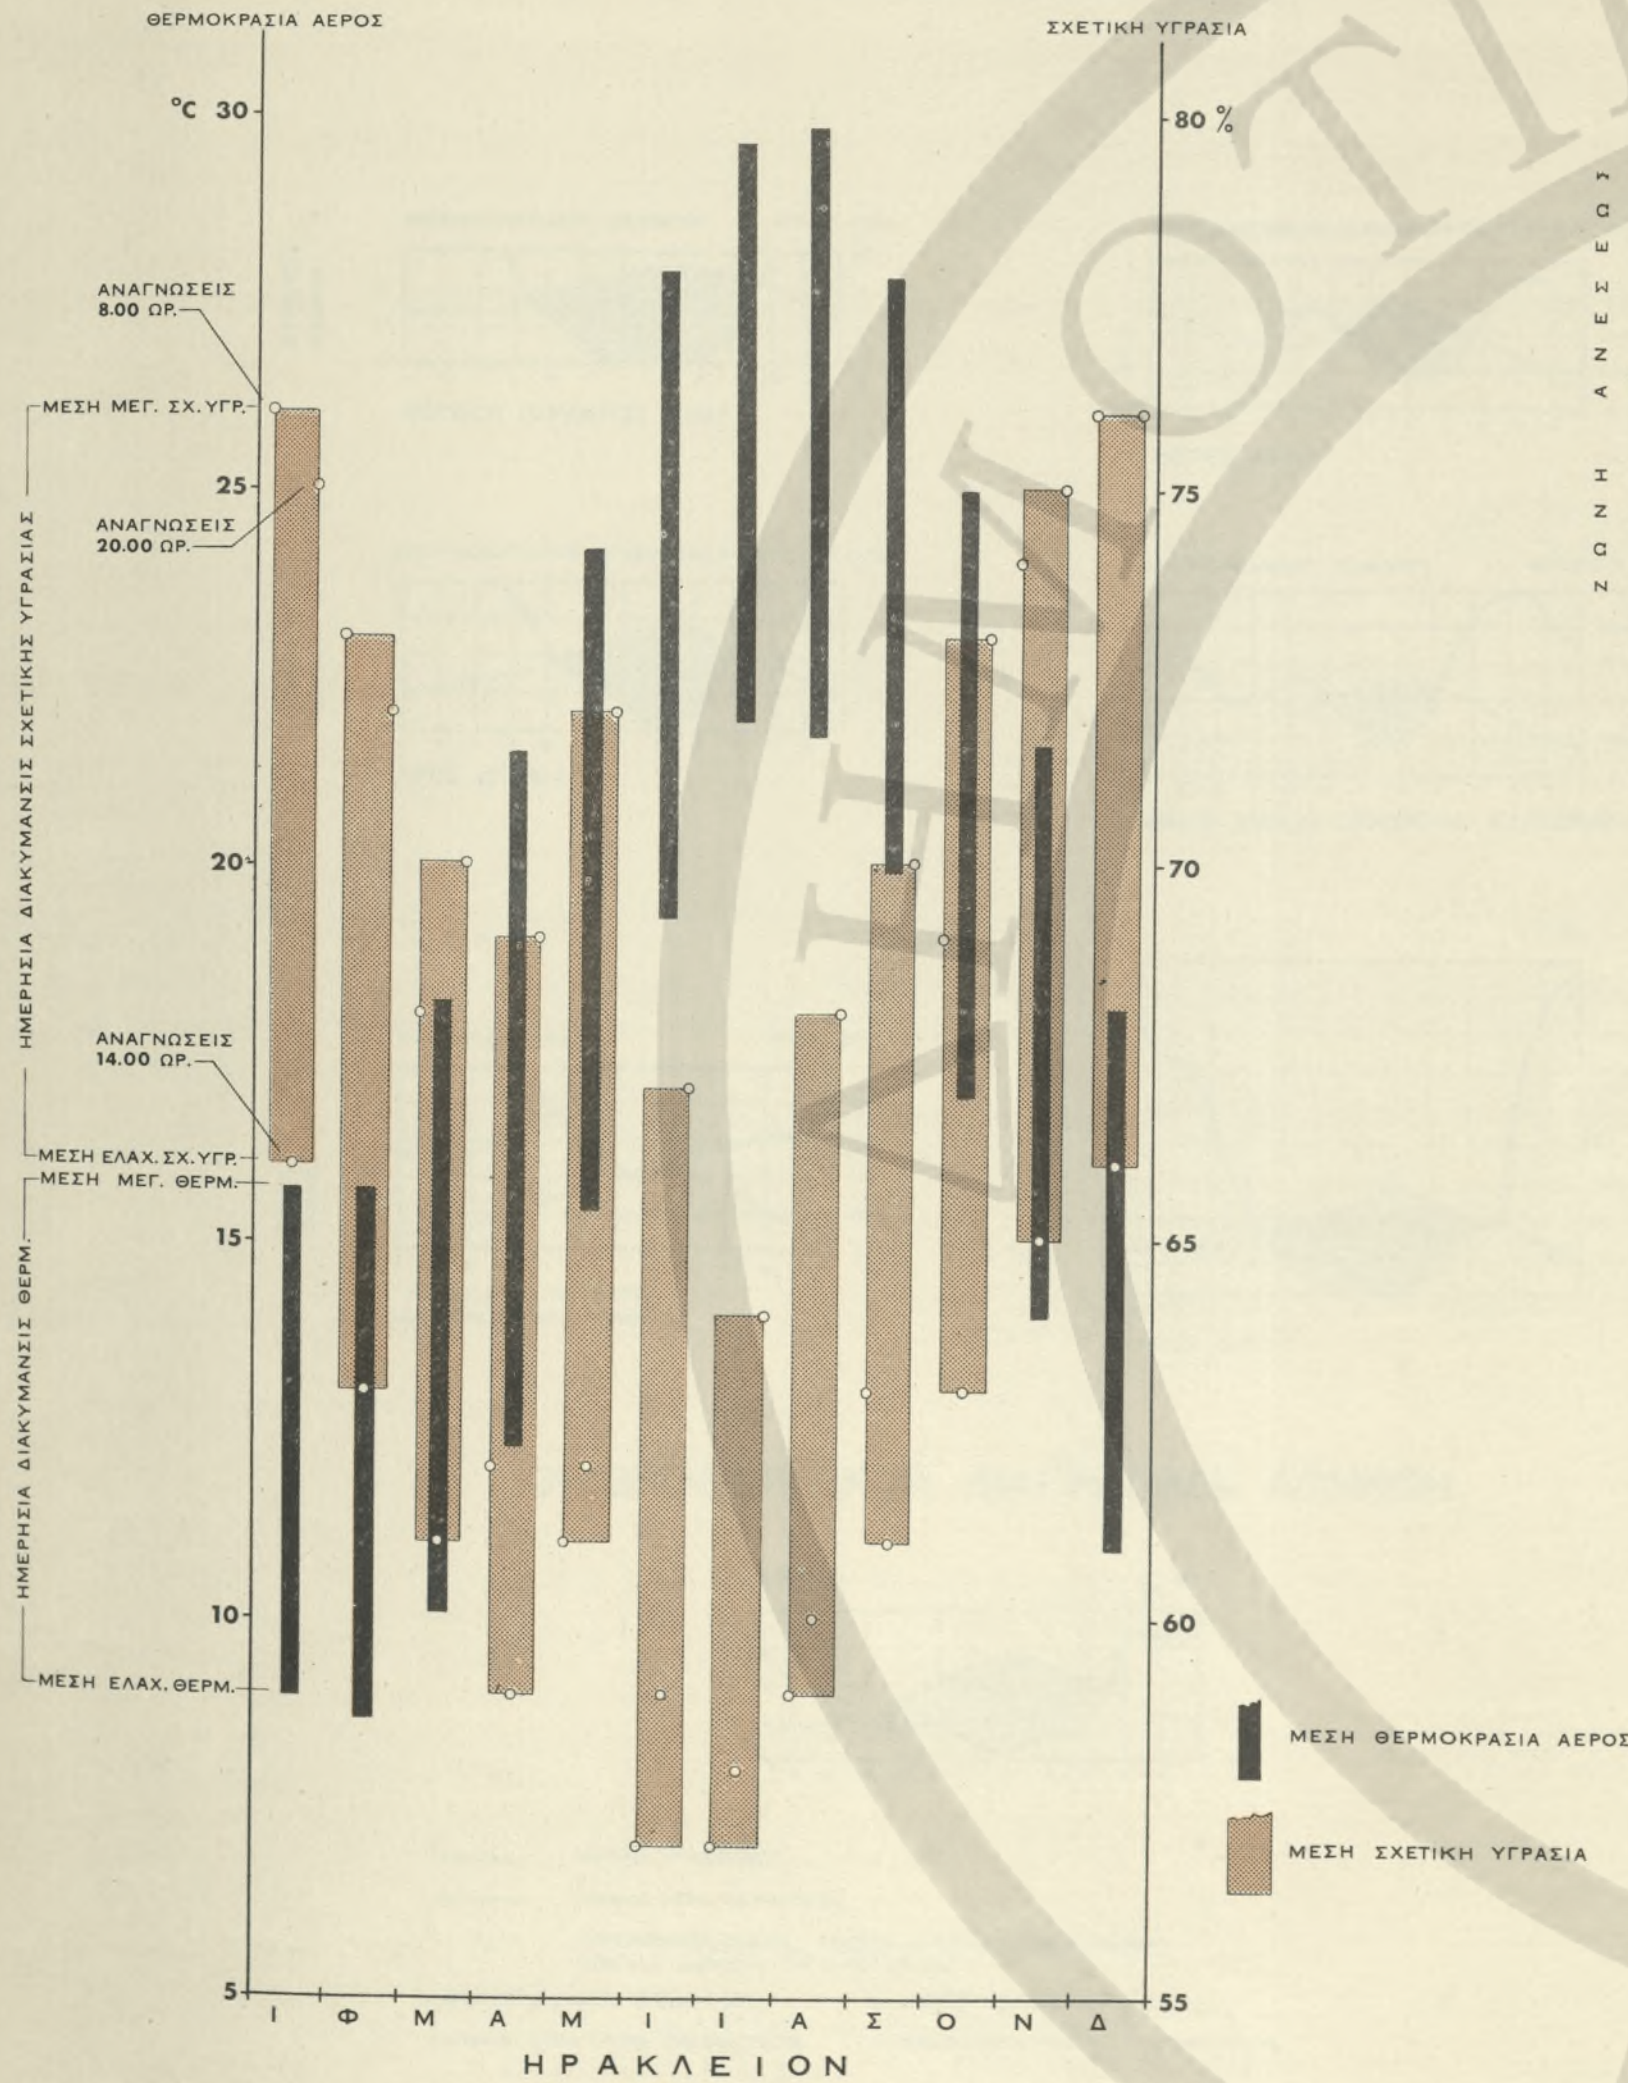 ΘΕΡΜΟΚΡΑΣΙΑ ΑΕΡΟΣ
ΣΧΕΤΙΚΗ ΥΓΡΑΣΙΑ
°C 30
25
20
15
10
5
80 %
75
70
65
60
55
ΑΝΑΓΝΩΣΕΙΣ
8.00 ΩΡ.
ΜΕΣΗ ΜΕΓ. ΣΧ. ΥΓΡ.
ΑΝΑΓΝΩΣΕΙΣ
20.00 ΩΡ.
ΑΝΑΓΝΩΣΕΙΣ
14.00 ΩΡ.
ΜΕΣΗ ΕΛΑΧ. ΣΧ. ΥΓΡ.
ΜΕΣΗ ΜΕΓ. ΘΕΡΜ.
ΜΕΣΗ ΕΛΑΧ. ΘΕΡΜ.
ΗΜΕΡΗΣΙΑ ΔΙΑΚΥΜΑΝΣΙΣ ΣΧΕΤΙΚΗΣ ΥΓΡΑΣΙΑΣ
ΗΜΕΡΗΣΙΑ ΔΙΑΚΥΜΑΝΣΙΣ ΘΕΡΜ.
ΖΩΝΗ ΑΝΕΣΕΩΣ
ΜΕΣΗ ΘΕΡΜΟΚΡΑΣΙΑ ΑΕΡΟΣ
ΜΕΣΗ ΣΧΕΤΙΚΗ ΥΓΡΑΣΙΑ
Ι Φ Μ Α Μ Ι Ι Α Σ Ο Ν Δ
ΗΡΑΚΛΕΙΟΝ